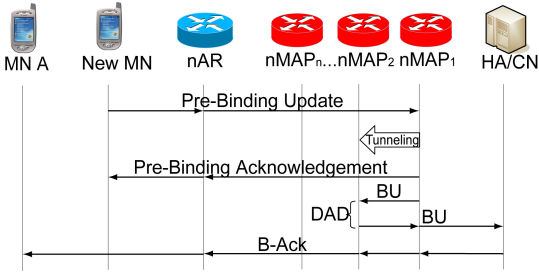 MN A New MN nAR nMAPn...nMAP2 nMAP1 HA/CN
Pre-Binding Update
Tunneling
Pre-Binding Acknowledgement
BU
DAD
BU
B-Ack